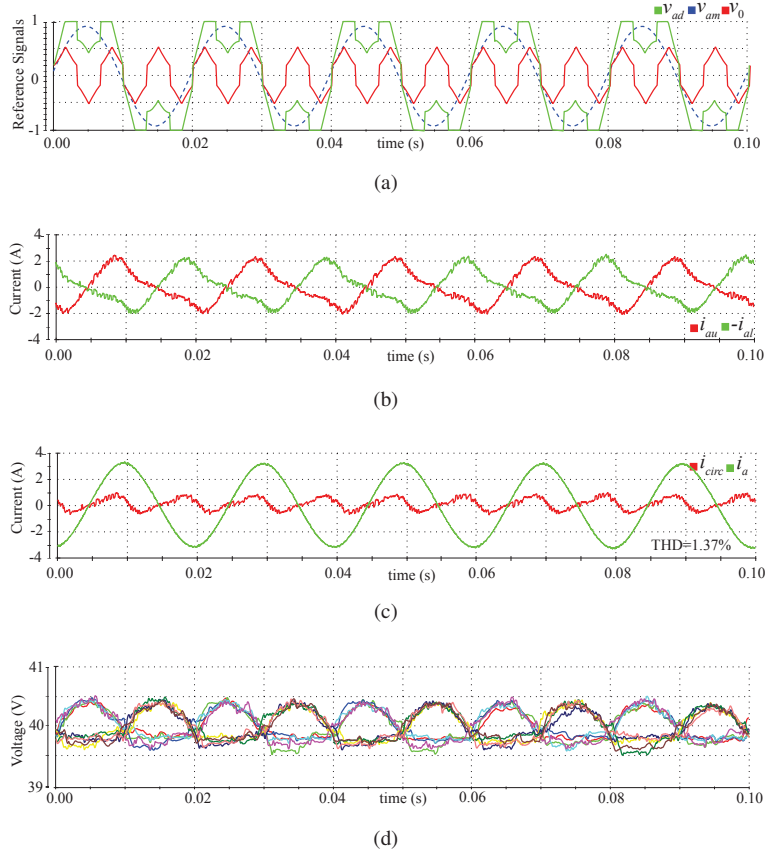 v_ad v_am v_0
Reference Signals
1
0
-1
0.00 0.02 0.04 0.06 0.08 0.10
time (s)
(a)
Current (A)
4
2
0
-2
-4
i_au -i_al
0.00 0.02 0.04 0.06 0.08 0.10
time (s)
(b)
Current (A)
4
2
0
-2
-4
i_circ i_a
THD=1.37%
0.00 0.02 0.04 0.06 0.08 0.10
time (s)
(c)
Voltage (V)
41
40
39
0.00 0.02 0.04 0.06 0.08 0.10
time (s)
(d)